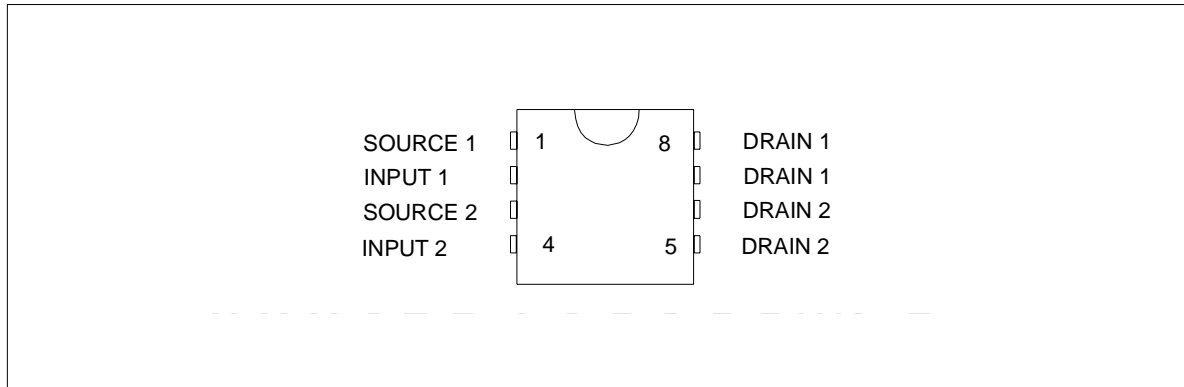 SOURCE 1 1 8 DRAIN 1
INPUT 1 DRAIN 1
SOURCE 2 DRAIN 2
INPUT 2 4 5 DRAIN 2